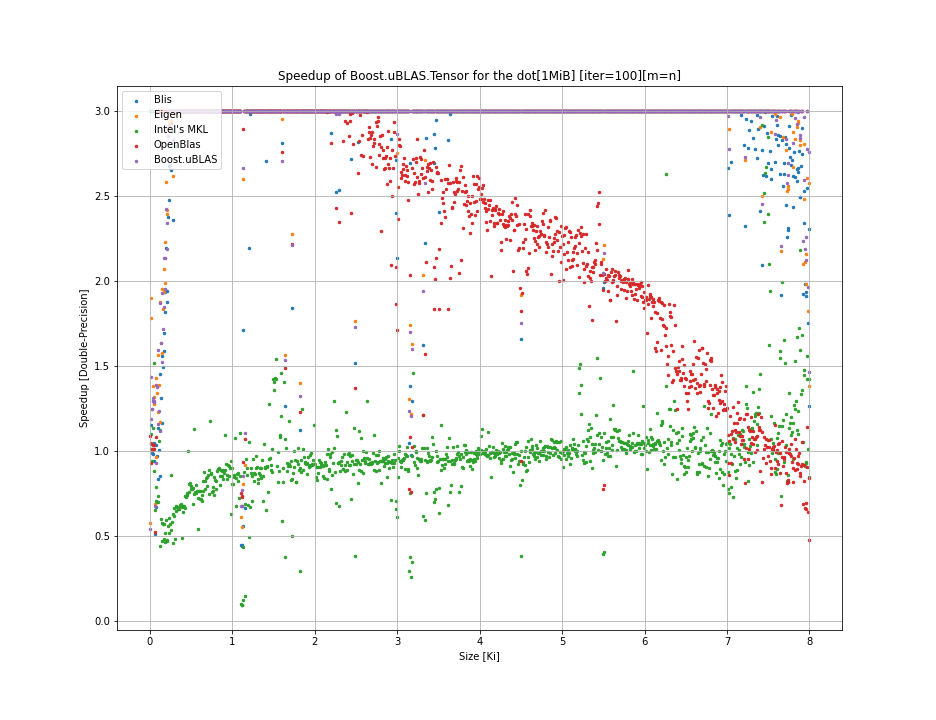 Speedup of Boost.uBLAS.Tensor for the dot[1MiB] [iter=100][m=n]
Blis
Eigen
Intel's MKL
OpenBlas
Boost.uBLAS
3.0
2.5
2.0
1.5
1.0
0.5
0.0
Speedup [Double-Precision]
0 1 2 3 4 5 6 7 8
Size [Ki]